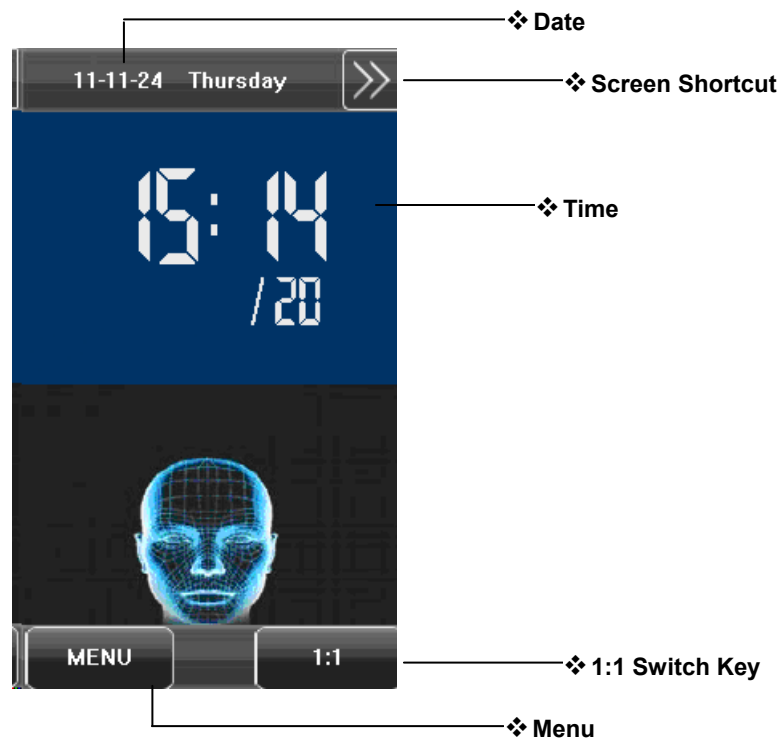 ❖ Date
11-11-24 Thursday
❖ Screen Shortcut
15:14
❖ Time
/20
MENU
1:1
❖ 1:1 Switch Key
❖ Menu